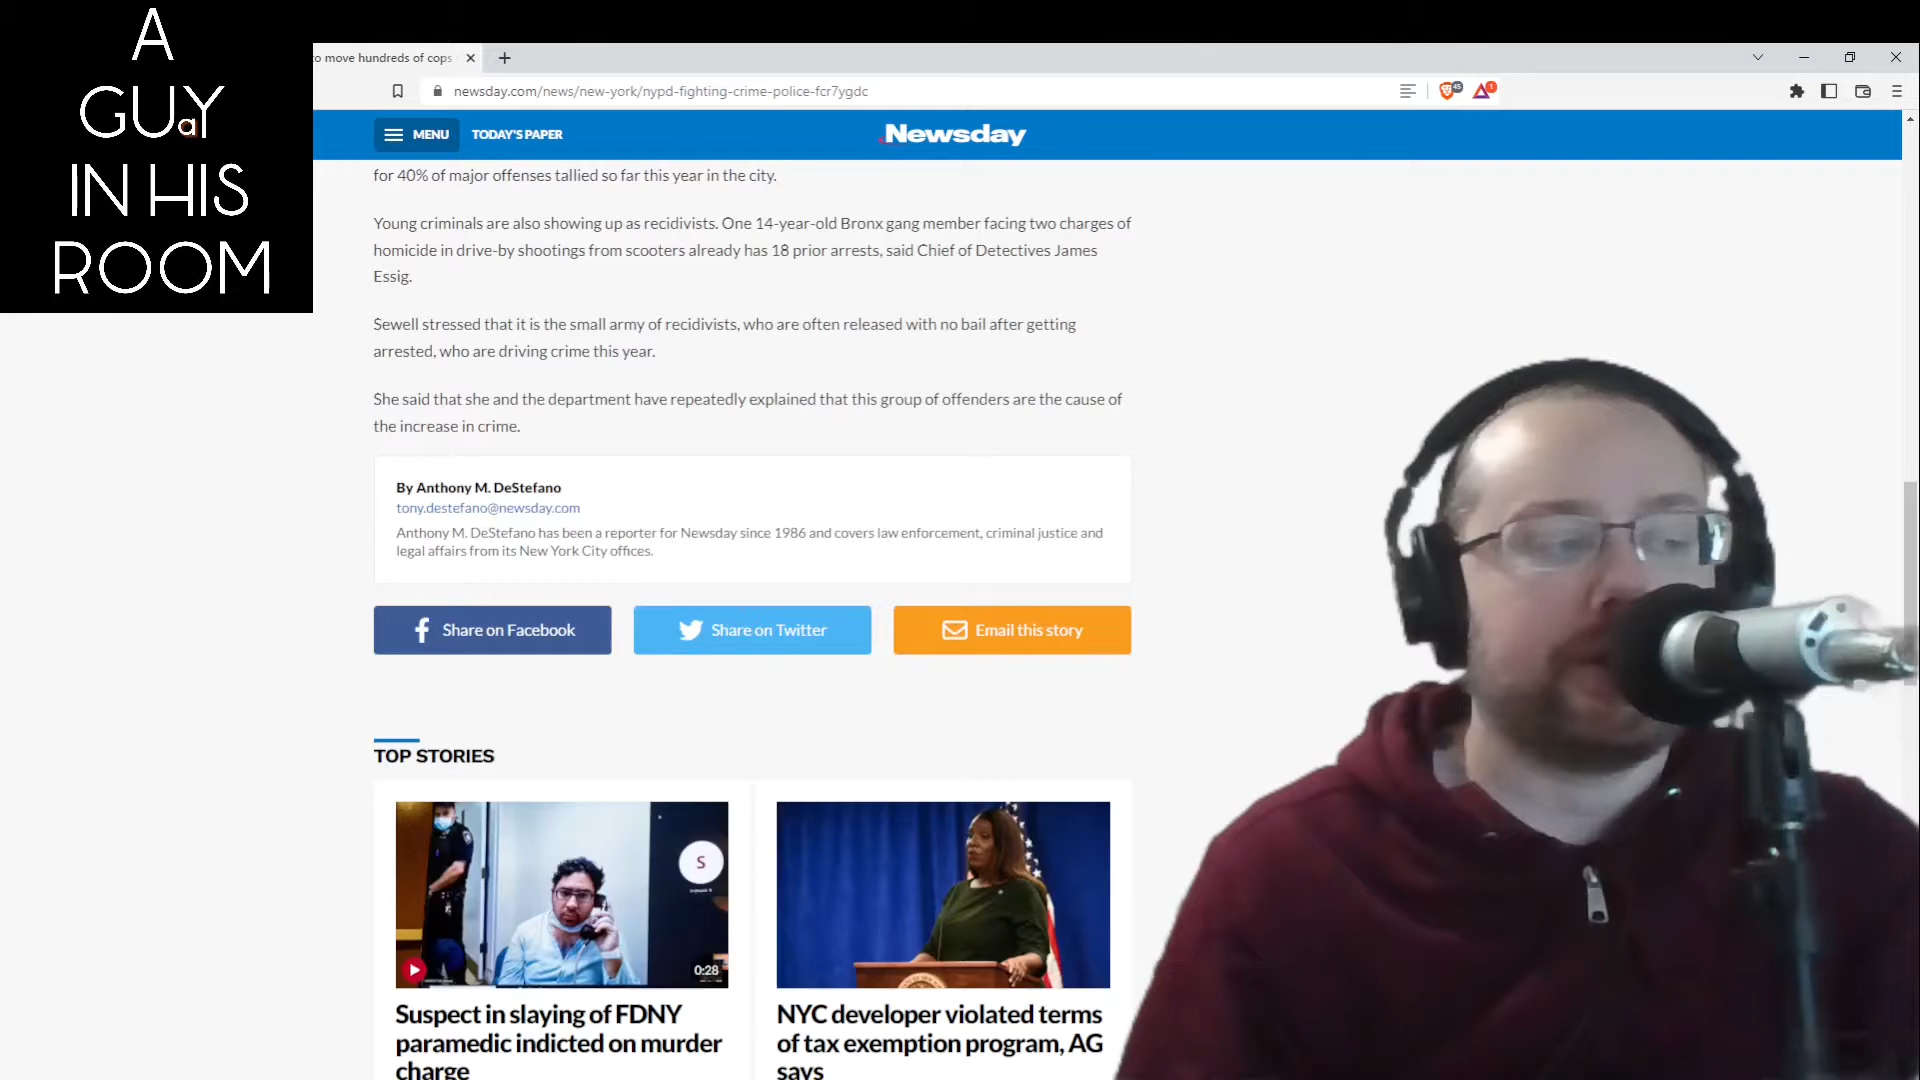 A
GUaY
IN HIS
ROOM
to move hundreds of cops
newsday.com/news/new-york/nypd-fighting-crime-police-fcr7ygdc
45
1
MENU
TODAY'S PAPER
Newsday
for 40% of major offenses tallied so far this year in the city.
Young criminals are also showing up as recidivists. One 14-year-old Bronx gang member facing two charges of
homicide in drive-by shootings from scooters already has 18 prior arrests, said Chief of Detectives James
Essig.
Sewell stressed that it is the small army of recidivists, who are often released with no bail after getting
arrested, who are driving crime this year.
She said that she and the department have repeatedly explained that this group of offenders are the cause of
the increase in crime.
By Anthony M. DeStefano
tony.destefano@newsday.com
Anthony M. DeStefano has been a reporter for Newsday since 1986 and covers law enforcement, criminal justice and
legal affairs from its New York City offices.
Share on Facebook
Share on Twitter
Email this story
TOP STORIES
S
0:28
Suspect in slaying of FDNY
paramedic indicted on murder
charge
NYC developer violated terms
of tax exemption program, AG
says